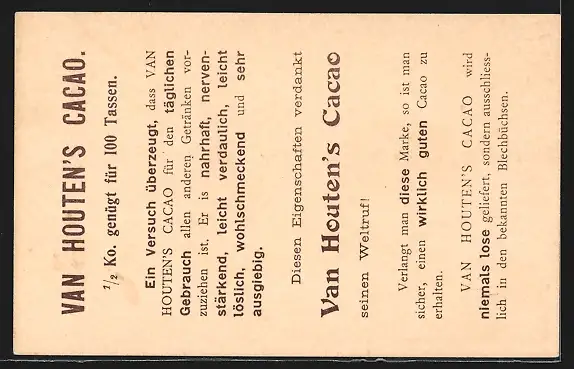 VAN HOUTEN'S CACAO.
1/2 Ko. genügt für 100 Tassen.
Ein Versuch überzeugt, dass VAN
HOUTEN'S CACAO für den täglichen
Gebrauch allen anderen Getränken vor-
zuziehen ist. Er is nahrhaft, nerven-
stärkend, leicht verdaulich, leicht
löslich, wohlschmeckend und sehr
ausgiebig.
Diesen Eigenschaften verdankt
Van Houten's Cacao
seinen Weltruf!
Verlangt man diese Marke, so ist man
sicher, einen wirklich guten Cacao zu
erhalten.
VAN HOUTEN'S CACAO wird
niemals lose geliefert, sondern ausschliess-
lich in den bekannten Blechbüchsen.